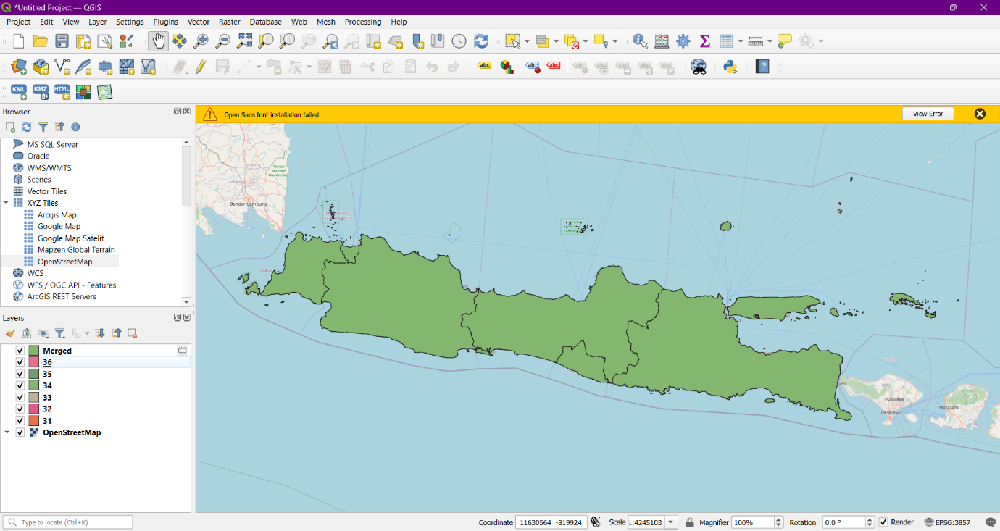 *Untitled Project — QGIS
Project Edit View Layer Settings Plugins Vector Raster Database Web Mesh Processing Help
KML KMZ HTML
Browser
Open Sans font installation failed
View Error
MS SQL Server
Oracle
WMS/WMTS
Scenes
Vector Tiles
XYZ Tiles
Arcgis Map
Google Map
Google Map Satelit
Mapzen Global Terrain
OpenStreetMap
WCS
WFS / OGC API - Features
ArcGIS REST Servers
Bandar Lampung
Pulau Bali
Denpasar
Mataram
Layers
Merged
36
35
34
33
32
31
OpenStreetMap
Type to locate (Ctrl+K)
Coordinate 11630564 -819924
Scale 1:4245103
Magnifier 100%
Rotation 0,0 °
Render
EPSG:3857